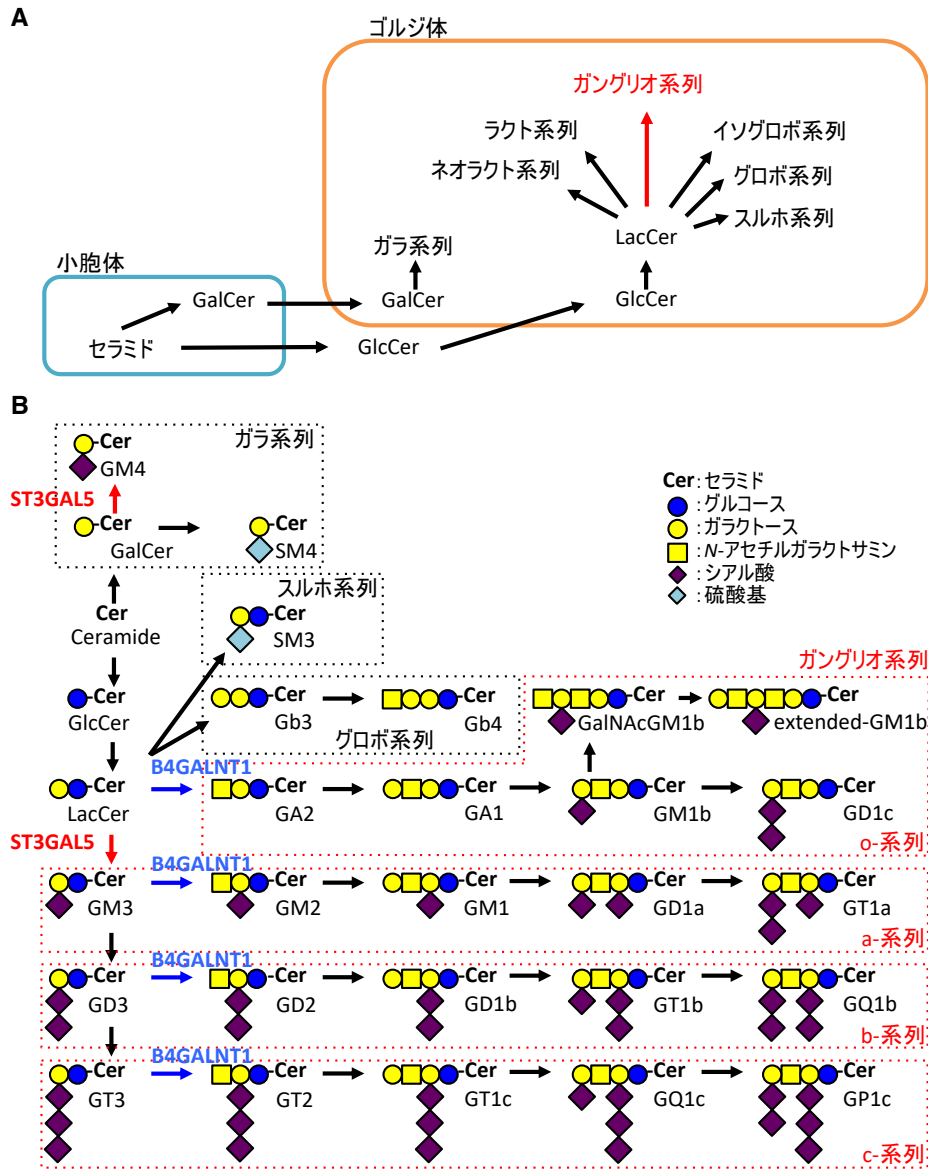 A
ゴルジ体
ガングリオ系列
ラクト系列
イソグロボ系列
ネオラクト系列
グロボ系列
スルホ系列
LacCer
ガラ系列
小胞体
GalCer
GalCer
GlcCer
セラミド
GlcCer
B
ガラ系列
Cer
GM4
ST3GAL5
Cer
GalCer
Cer
SM4
Cer:セラミド
:グルコース
:ガラクトース
:N-アセチルガラクトサミン
:シアル酸
:硫酸基
スルホ系列
Cer
Ceramide
Cer
SM3
ガングリオ系列
Cer
GlcCer
Cer
Gb3
Cer
Gb4
グロボ系列
Cer
GalNAcGM1b
Cer
extended-GM1b
B4GALNT1
Cer
LacCer
Cer
GA2
Cer
GA1
Cer
GM1b
Cer
GD1c
o-系列
ST3GAL5
B4GALNT1
Cer
GM3
Cer
GM2
Cer
GM1
Cer
GD1a
Cer
GT1a
a-系列
B4GALNT1
Cer
GD3
Cer
GD2
Cer
GD1b
Cer
GT1b
Cer
GQ1b
b-系列
B4GALNT1
Cer
GT3
Cer
GT2
Cer
GT1c
Cer
GQ1c
Cer
GP1c
c-系列